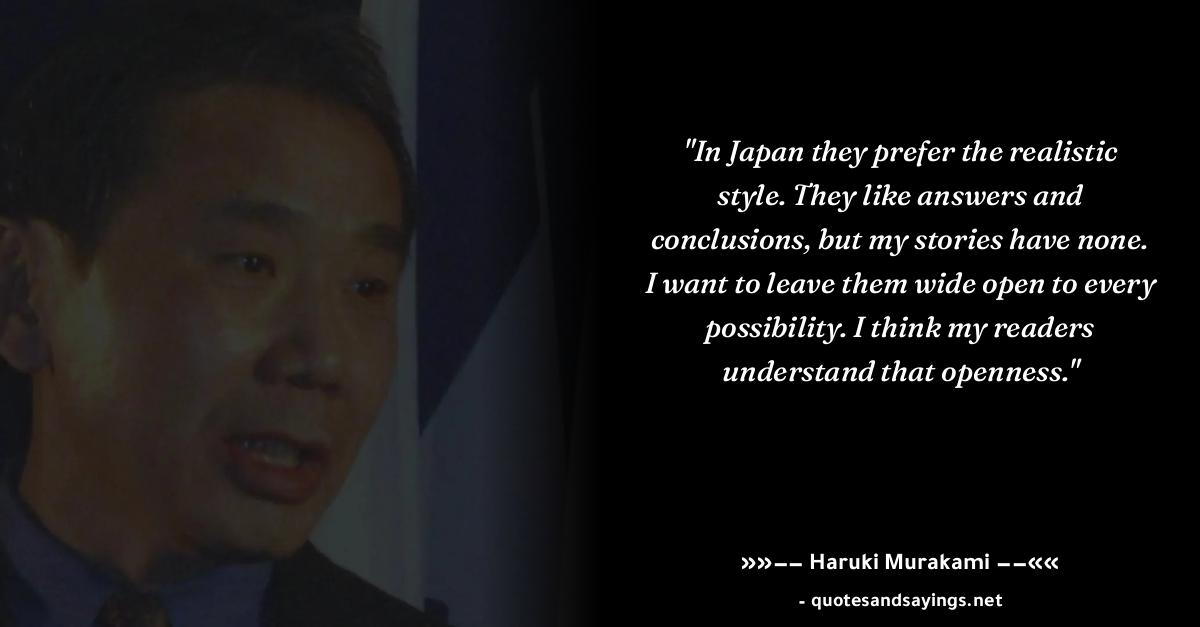 "In Japan they prefer the realistic
style. They like answers and
conclusions, but my stories have none.
I want to leave them wide open to every
possibility. I think my readers
understand that openness."
»»–– Haruki Murakami ––««
- quotesandsayings.net